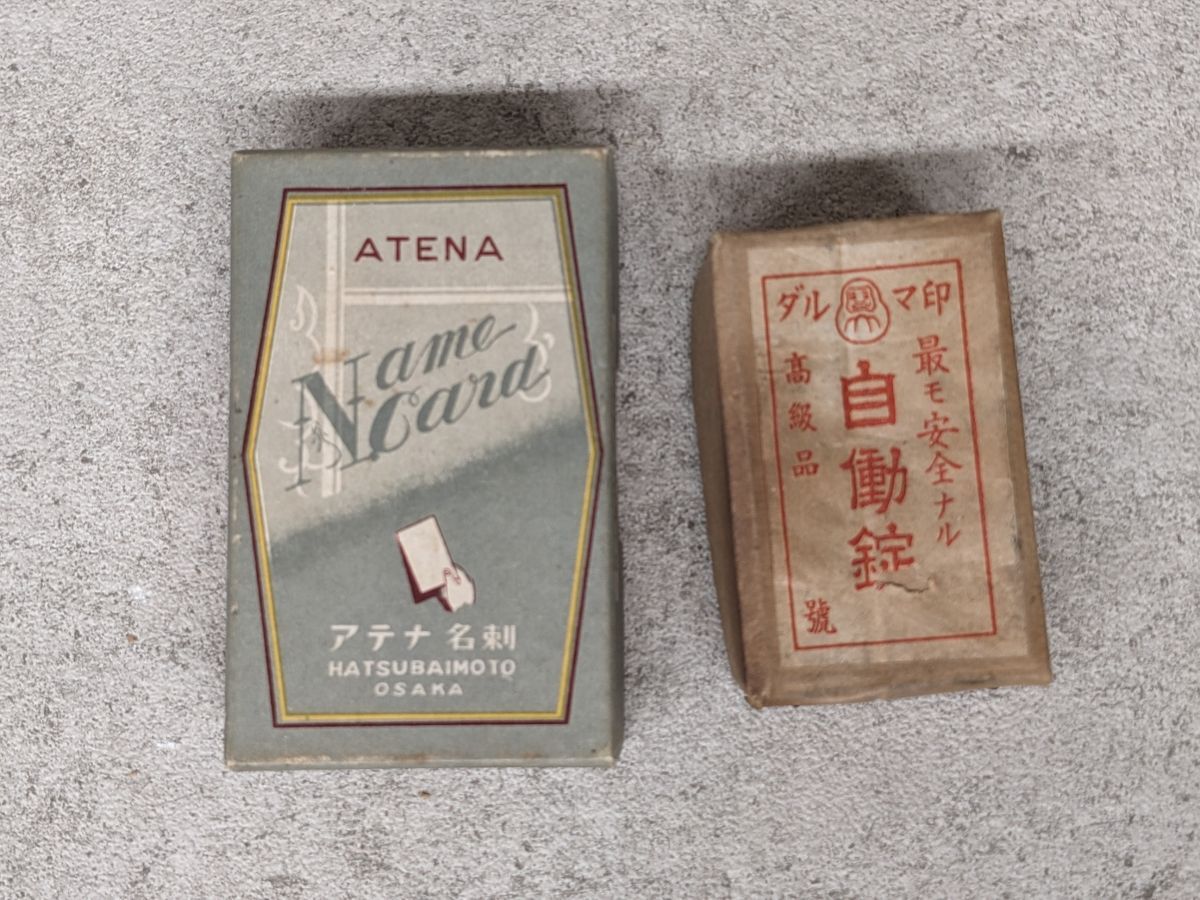 ATENA
Name
Card
アテナ 名刺
HATSUBAIMOTO
OSAKA
ダルマ印
最モ安全ナル
自働錠
高級品
號